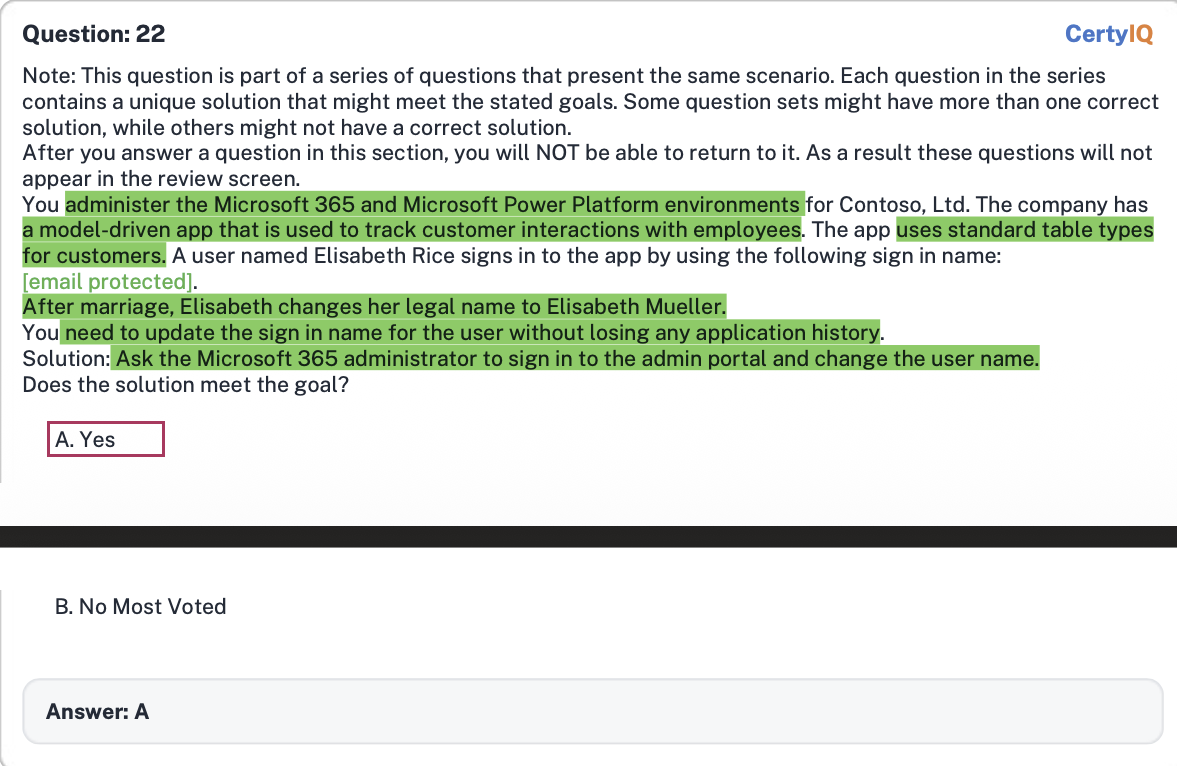 Question: 22
CertyIQ
Note: This question is part of a series of questions that present the same scenario. Each question in the series
contains a unique solution that might meet the stated goals. Some question sets might have more than one correct
solution, while others might not have a correct solution.
After you answer a question in this section, you will NOT be able to return to it. As a result these questions will not
appear in the review screen.
You administer the Microsoft 365 and Microsoft Power Platform environments for Contoso, Ltd. The company has
a model-driven app that is used to track customer interactions with employees. The app uses standard table types
for customers. A user named Elisabeth Rice signs in to the app by using the following sign in name:
[email protected].
After marriage, Elisabeth changes her legal name to Elisabeth Mueller.
You need to update the sign in name for the user without losing any application history.
Solution: Ask the Microsoft 365 administrator to sign in to the admin portal and change the user name.
Does the solution meet the goal?
A. Yes
B. No Most Voted
Answer: A